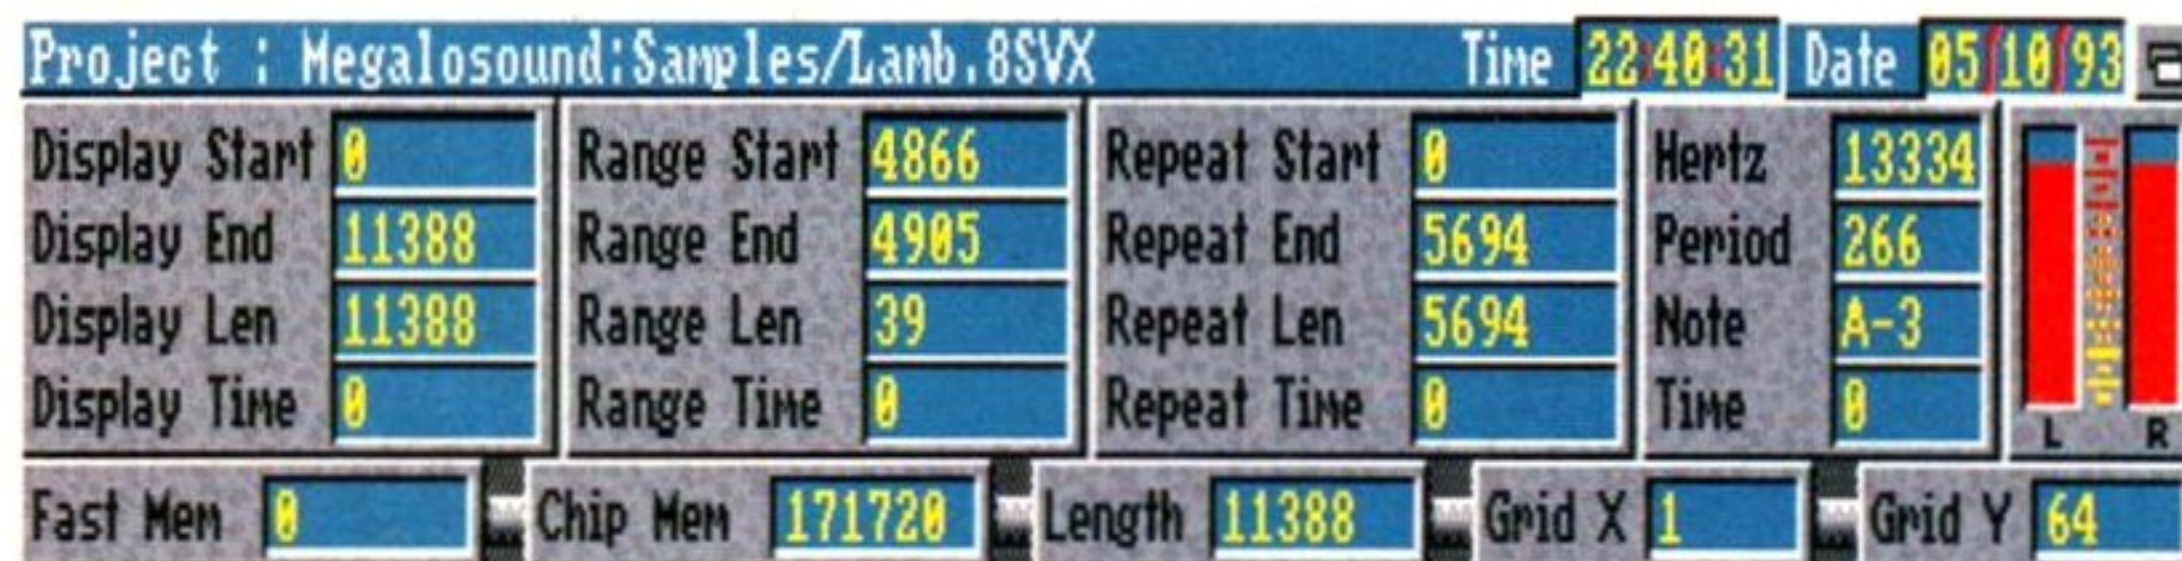 Project : Megalosound:Samples/Lamb.8SVX Time 22:40:31 Date 05/10/93
Display Start 0 Range Start 4866 Repeat Start 0 Hertz 13334
Display End 11388 Range End 4905 Repeat End 5694 Period 266
Display Len 11388 Range Len 39 Repeat Len 5694 Note A-3
Display Time 0 Range Time 0 Repeat Time 0 Time 0
L R
Fast Mem 0 Chip Mem 171720 Length 11388 Grid X 1 Grid Y 64